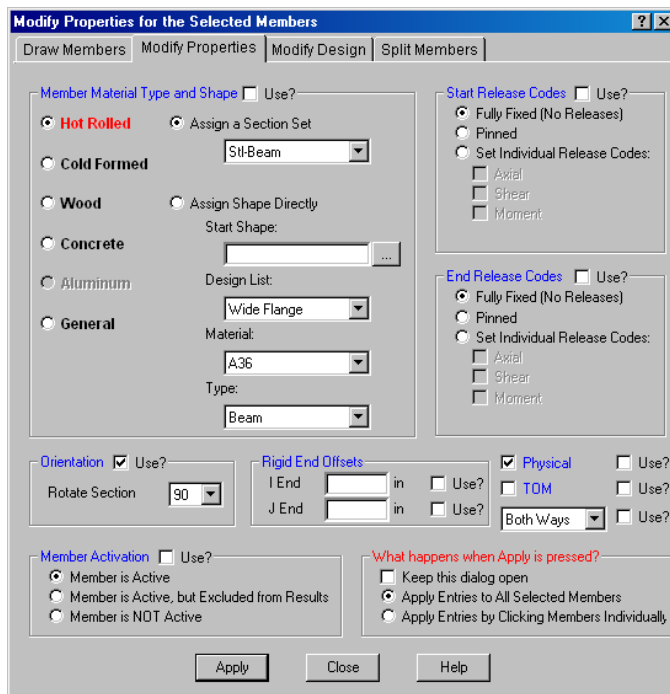 Modify Properties for the Selected Members
Draw Members Modify Properties Modify Design Split Members
Member Material Type and Shape Use?
Hot Rolled
Cold Formed
Wood
Concrete
Aluminum
General
Assign a Section Set
Stl-Beam
Assign Shape Directly
Start Shape:
...
Design List:
Wide Flange
Material:
A36
Type:
Beam
Start Release Codes Use?
Fully Fixed (No Releases)
Pinned
Set Individual Release Codes:
Axial
Shear
Moment
End Release Codes Use?
Fully Fixed (No Releases)
Pinned
Set Individual Release Codes:
Axial
Shear
Moment
Orientation Use?
Rotate Section 90
Rigid End Offsets
I End in Use?
J End in Use?
Physical Use?
TOM Use?
Both Ways Use?
Member Activation Use?
Member is Active
Member is Active, but Excluded from Results
Member is NOT Active
What happens when Apply is pressed?
Keep this dialog open
Apply Entries to All Selected Members
Apply Entries by Clicking Members Individually
Apply Close Help